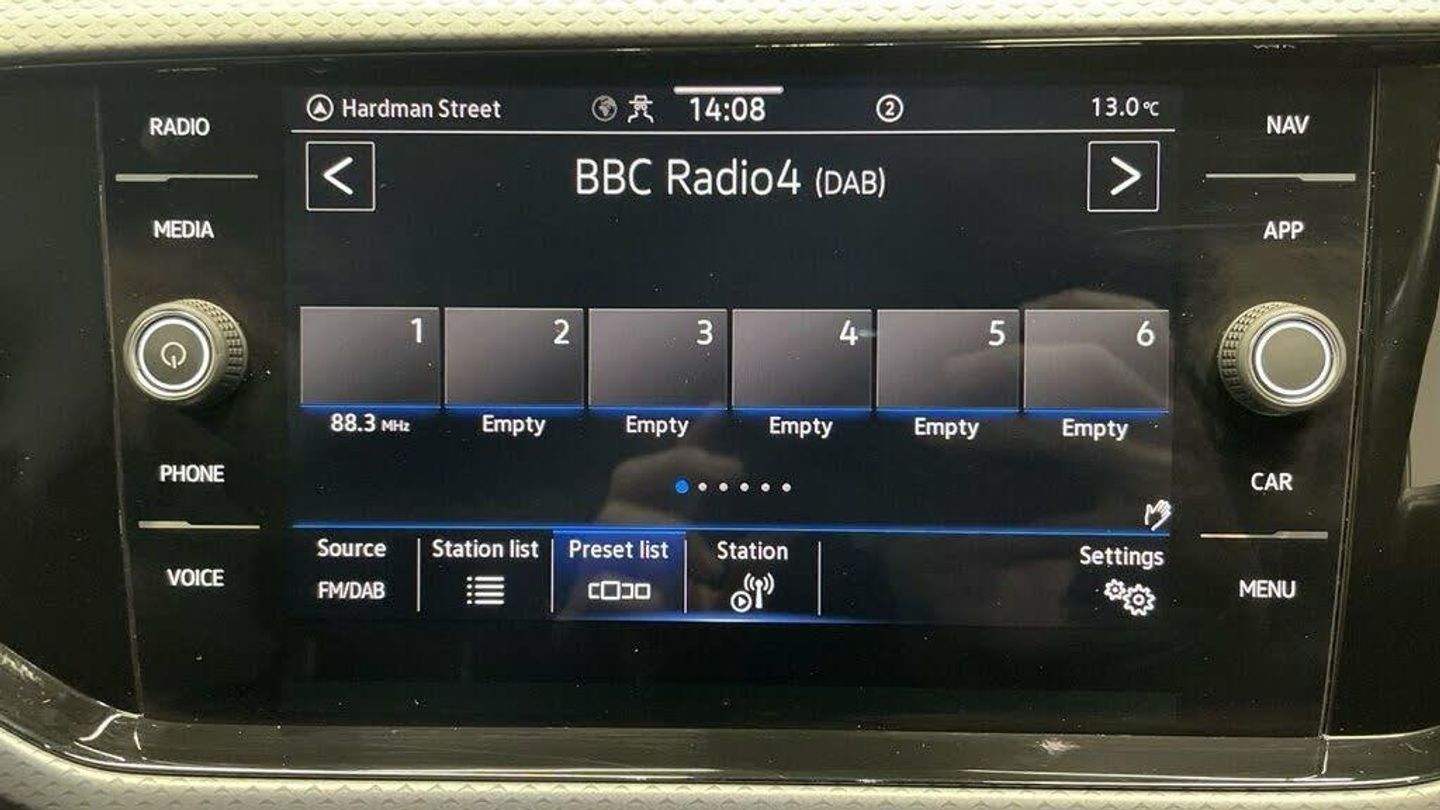 RADIO
MEDIA
PHONE
VOICE
Hardman Street 14:08 2 13.0°C
< BBC Radio4 (DAB) >
1 2 3 4 5 6
88.3 MHz Empty Empty Empty Empty Empty
Source Station list Preset list Station Settings
FM/DAB
NAV
APP
CAR
MENU